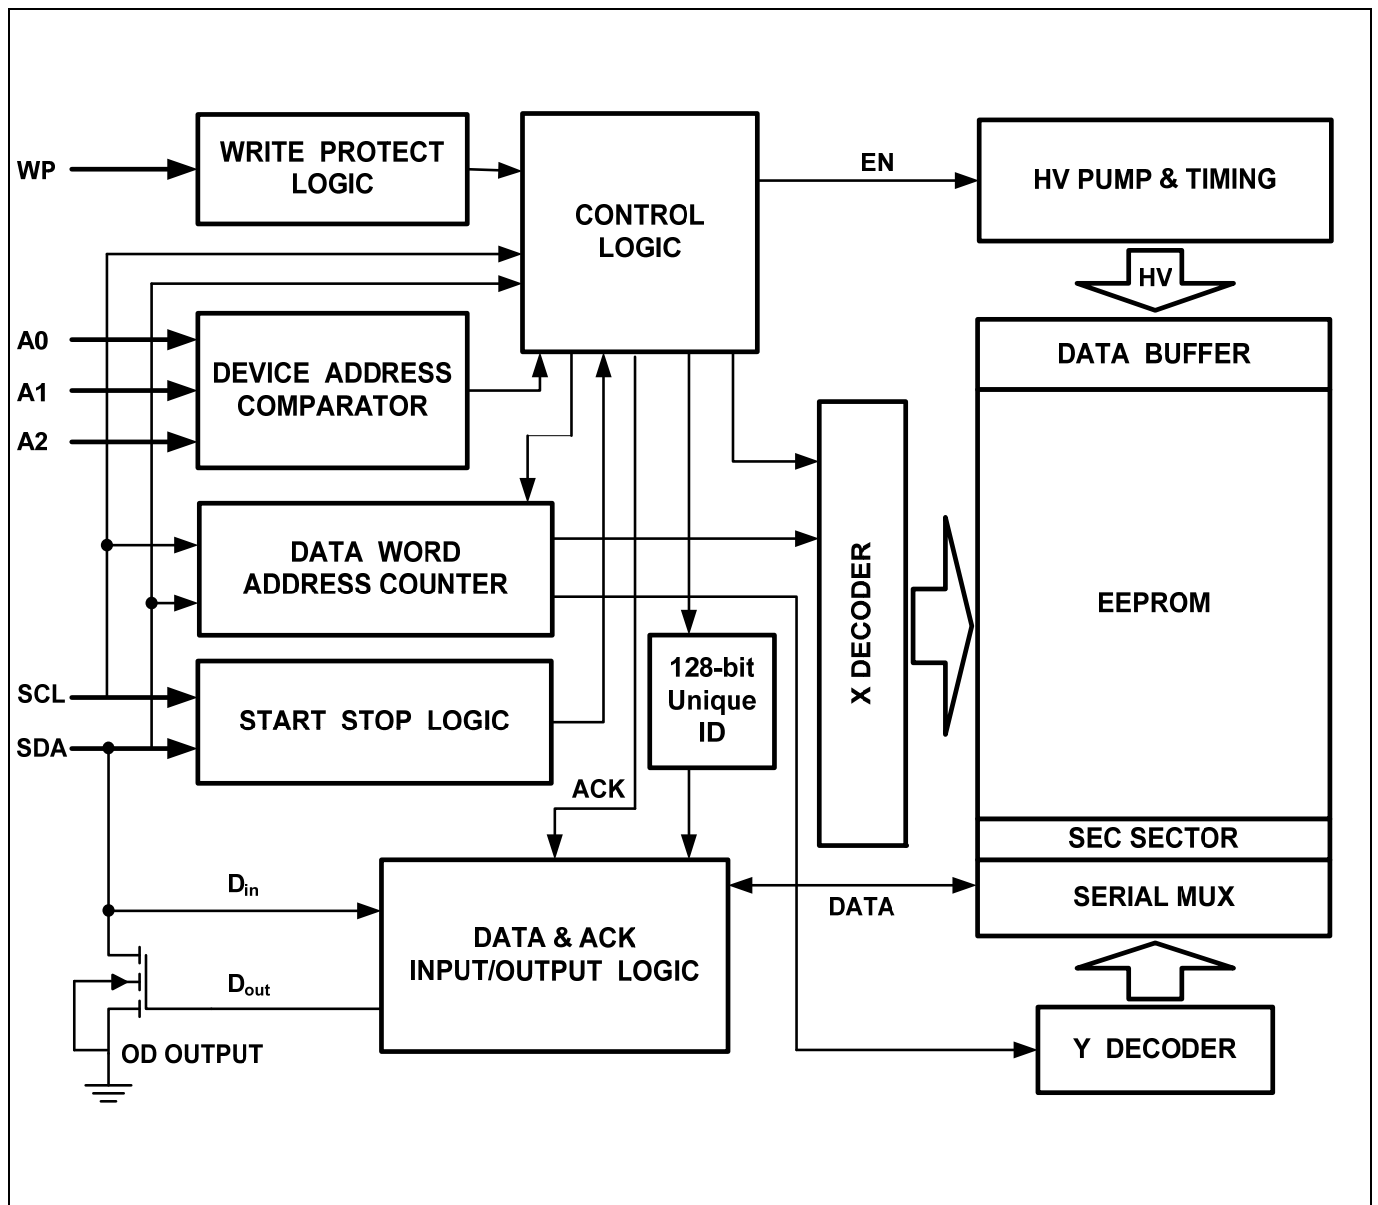 WP
WRITE PROTECT
LOGIC
CONTROL
LOGIC
EN
HV PUMP & TIMING
HV
A0
A1
A2
DEVICE ADDRESS
COMPARATOR
DATA BUFFER
DATA WORD
ADDRESS COUNTER
X DECODER
EEPROM
SCL
SDA
START STOP LOGIC
128-bit
Unique
ID
ACK
SEC SECTOR
SERIAL MUX
DATA
Din
DATA & ACK
INPUT/OUTPUT LOGIC
Dout
OD OUTPUT
Y DECODER